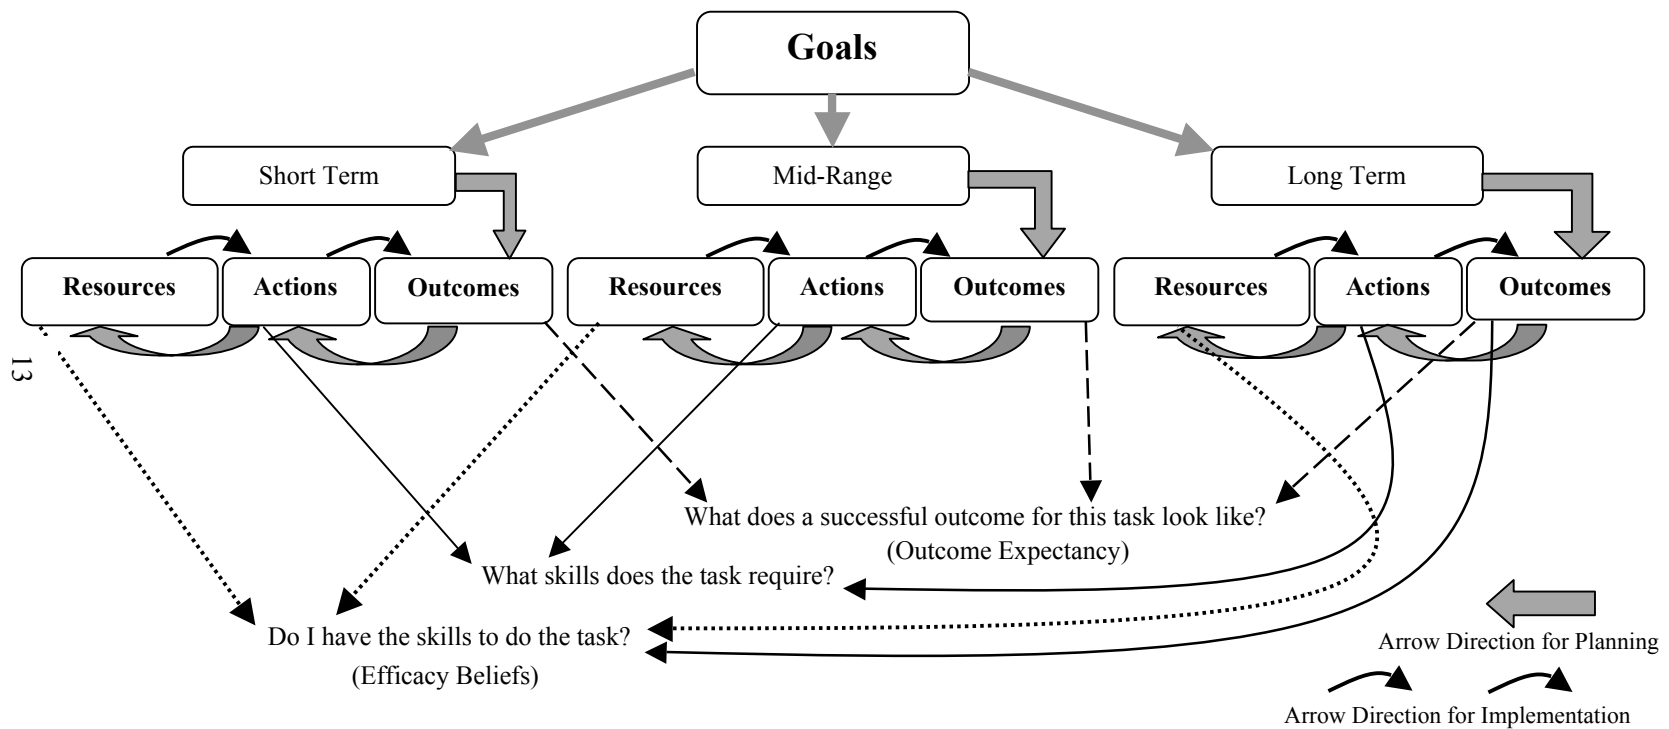 Goals
Short Term
Mid-Range
Long Term
Resources
Actions
Outcomes
Resources
Actions
Outcomes
Resources
Actions
Outcomes
13
What does a successful outcome for this task look like?
(Outcome Expectancy)
What skills does the task require?
Do I have the skills to do the task?
(Efficacy Beliefs)
Arrow Direction for Planning
Arrow Direction for Implementation